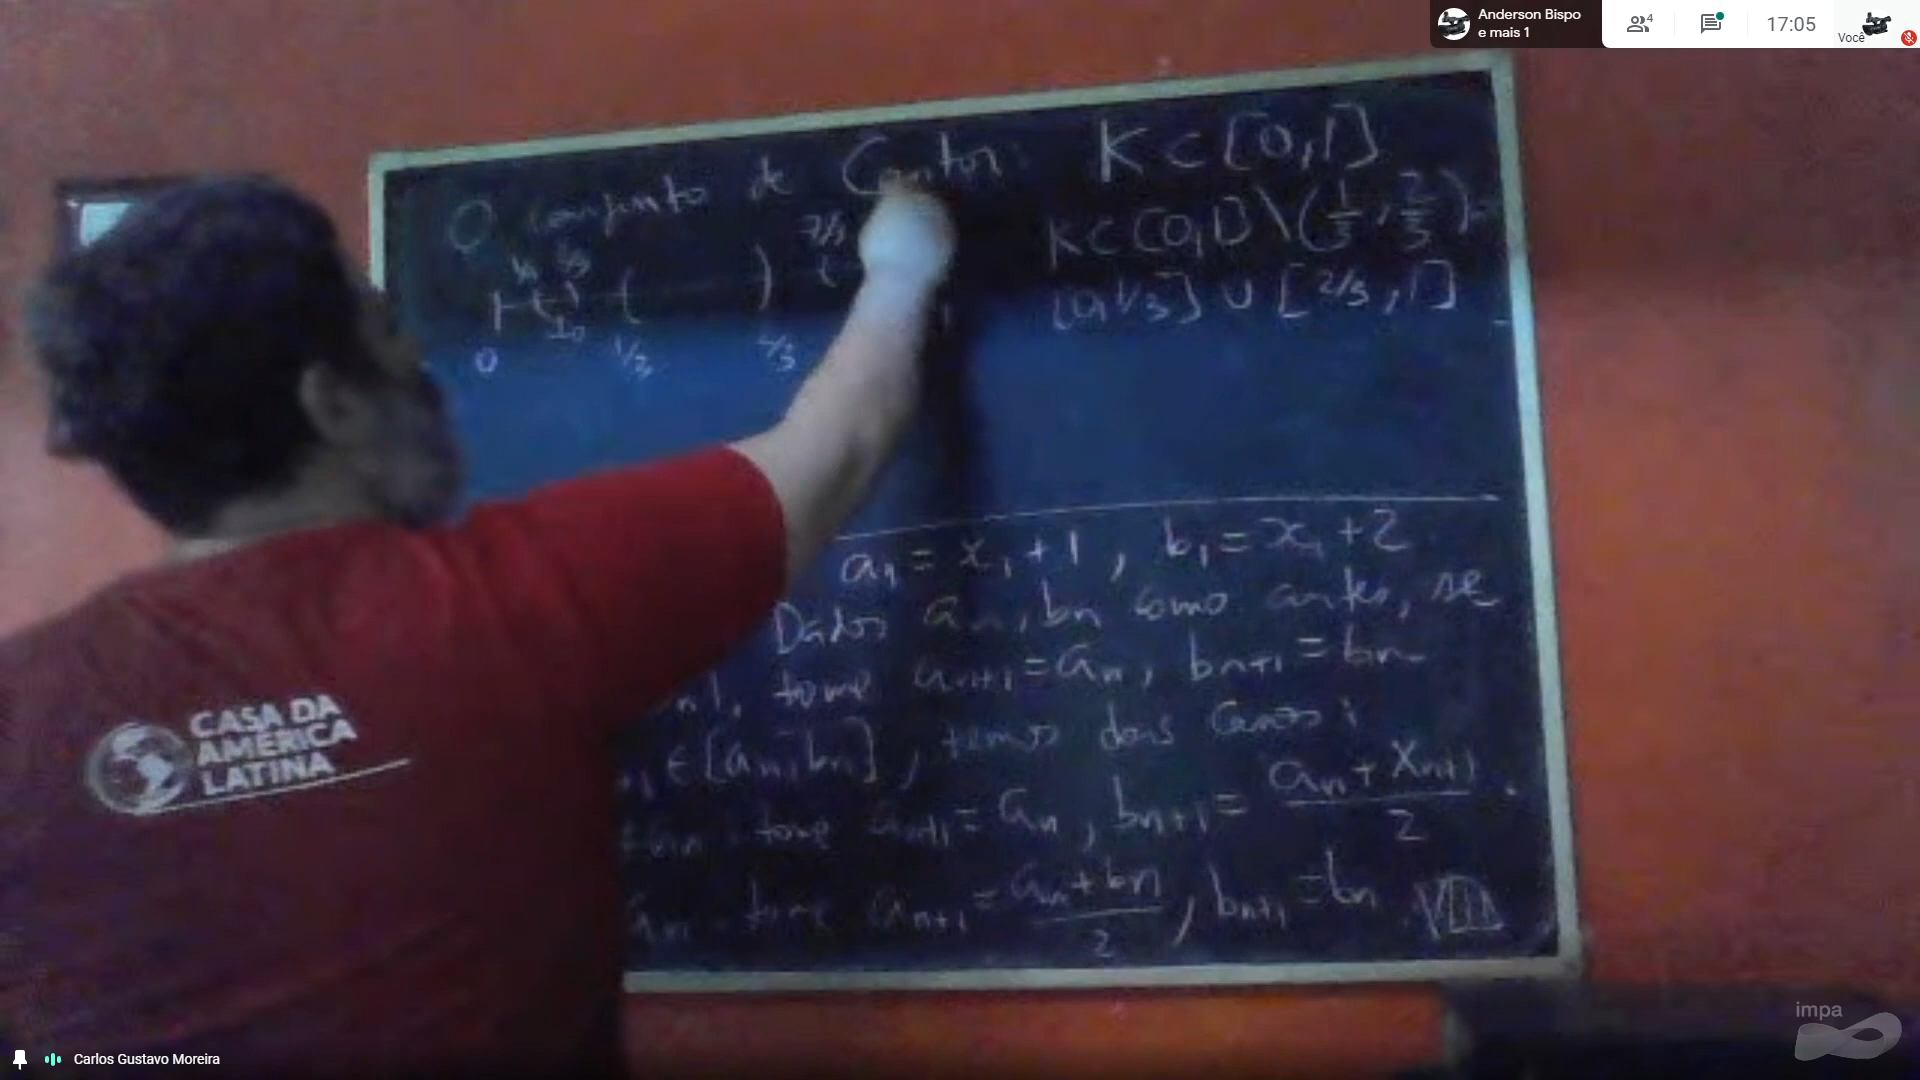 Anderson Bispo
e mais 1
4
17:05
Você
O conjunto de Cantor: K ⊂ [0,1]
K ⊂ [0,1] \ (1/3, 2/3) =
[0,1/3] ∪ [2/3,1]
7/9
0 1/3 2/3
a₁ = x₁ + 1, b₁ = x₁ + 2
Dados aₙ, bₙ como antes, se
tome aₙ₊₁ = aₙ, bₙ₊₁ = bₙ
∈ [aₙ, bₙ], temos dois casos:
tome aₙ₊₁ = aₙ, bₙ₊₁ = (aₙ + xₙ₊₁)/2.
tome aₙ₊₁ = (aₙ + bₙ)/2, bₙ₊₁ = bₙ
CASA DA
AMÉRICA
LATINA
impa
Carlos Gustavo Moreira